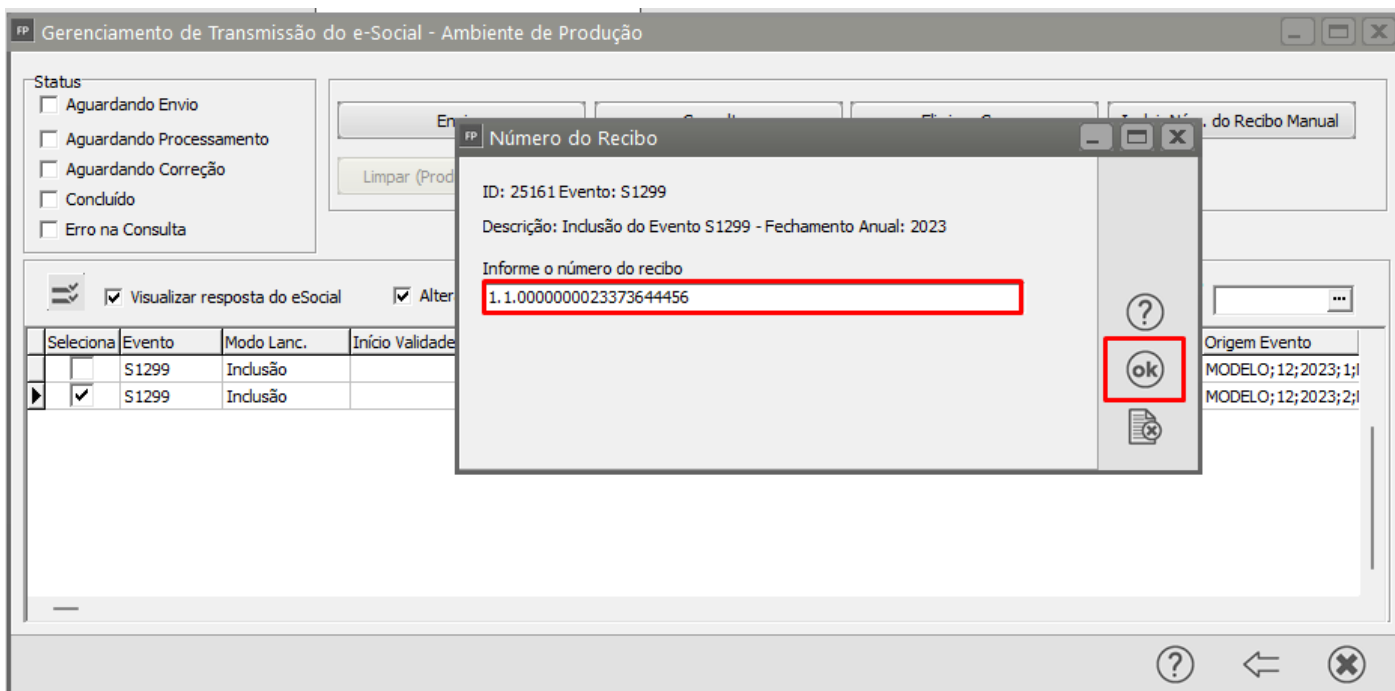 FP Gerenciamento de Transmissão do e-Social - Ambiente de Produção
Status
Aguardando Envio
Aguardando Processamento
Aguardando Correção
Concluído
Erro na Consulta
. do Recibo Manual
Limpar (Prod
FP Número do Recibo
ID: 25161 Evento: S1299
Descrição: Inclusão do Evento S1299 - Fechamento Anual: 2023
Informe o número do recibo
1.1.0000000023373644456
ok
Visualizar resposta do eSocial
Alter
Seleciona Evento Modo Lanc. Início Validade Origem Evento
S1299 Inclusão MODELO;12;2023;1;
S1299 Inclusão MODELO;12;2023;2;